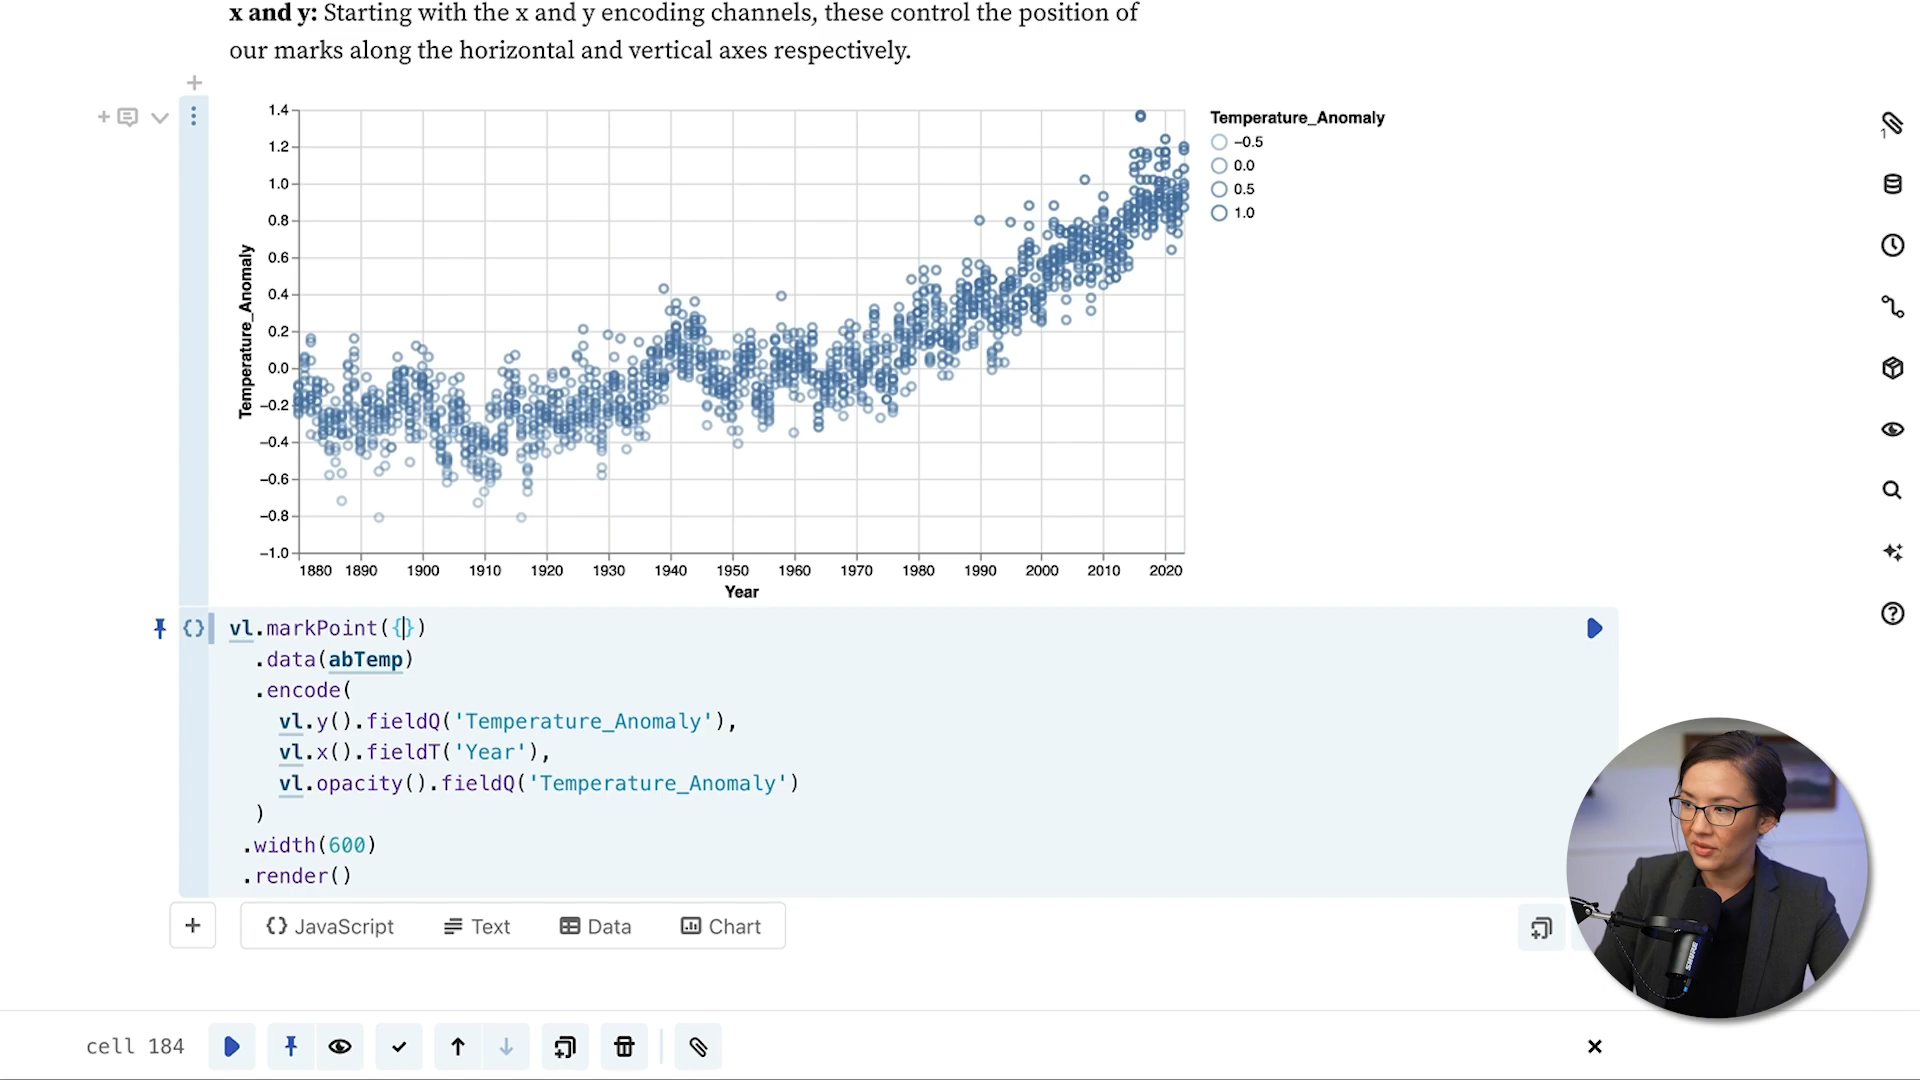 x and y: Starting with the x and y encoding channels, these control the position of
our marks along the horizontal and vertical axes respectively.
1.4
1.2
1.0
0.8
0.6
0.4
0.2
0.0
−0.2
−0.4
−0.6
−0.8
−1.0
Temperature_Anomaly
1880 1890 1900 1910 1920 1930 1940 1950 1960 1970 1980 1990 2000 2010 2020
Year
Temperature_Anomaly
−0.5
0.0
0.5
1.0
1
vl.markPoint({})
.data(abTemp)
.encode(
vl.y().fieldQ('Temperature_Anomaly'),
vl.x().fieldT('Year'),
vl.opacity().fieldQ('Temperature_Anomaly')
)
.width(600)
.render()
JavaScript Text Data Chart
cell 184